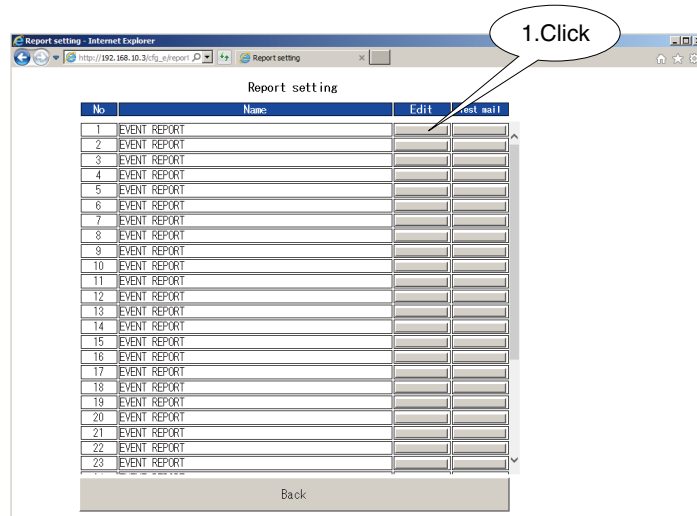 1.Click
Report setting - Internet Explorer
http://192.168.10.3/cfg_e/report
Report setting
Report setting
No Name Edit Test mail
1 EVENT REPORT
2 EVENT REPORT
3 EVENT REPORT
4 EVENT REPORT
5 EVENT REPORT
6 EVENT REPORT
7 EVENT REPORT
8 EVENT REPORT
9 EVENT REPORT
10 EVENT REPORT
11 EVENT REPORT
12 EVENT REPORT
13 EVENT REPORT
14 EVENT REPORT
15 EVENT REPORT
16 EVENT REPORT
17 EVENT REPORT
18 EVENT REPORT
19 EVENT REPORT
20 EVENT REPORT
21 EVENT REPORT
22 EVENT REPORT
23 EVENT REPORT
Back